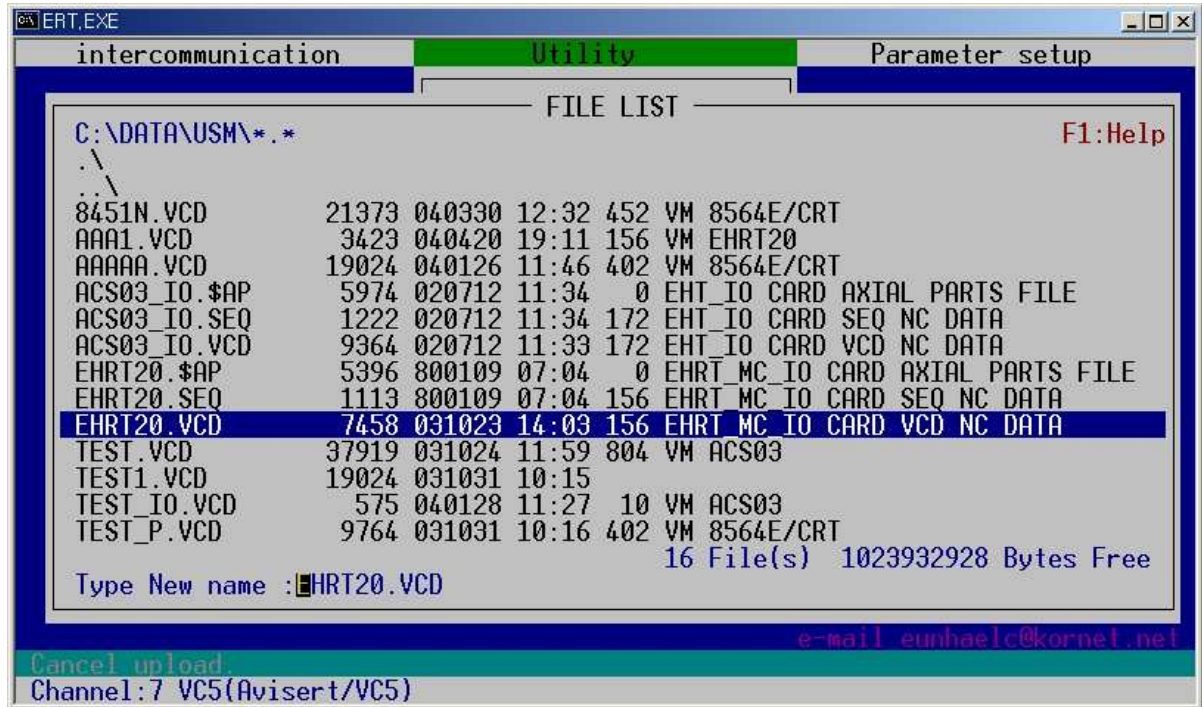 ERT.EXE
intercommunication Utility Parameter setup
FILE LIST
C:\DATA\USM\*.* F1:Help
.\
..\
8451N.VCD 21373 040330 12:32 452 VM 8564E/CRT
AAA1.VCD 3423 040420 19:11 156 VM EHRT20
AAAAA.VCD 19024 040126 11:46 402 VM 8564E/CRT
ACS03_IO.$AP 5974 020712 11:34 0 EHT_IO CARD AXIAL PARTS FILE
ACS03_IO.SEQ 1222 020712 11:34 172 EHT_IO CARD SEQ NC DATA
ACS03_IO.VCD 9364 020712 11:33 172 EHT_IO CARD VCD NC DATA
EHRT20.$AP 5396 800109 07:04 0 EHRT_MC_IO CARD AXIAL PARTS FILE
EHRT20.SEQ 1113 800109 07:04 156 EHRT_MC_IO CARD SEQ NC DATA
EHRT20.VCD 7458 031023 14:03 156 EHRT_MC_IO CARD VCD NC DATA
TEST.VCD 37919 031024 11:59 804 VM ACS03
TEST1.VCD 19024 031031 10:15
TEST_IO.VCD 575 040128 11:27 10 VM ACS03
TEST_P.VCD 9764 031031 10:16 402 VM 8564E/CRT
16 File(s) 1023932928 Bytes Free
Type New name :EHRT20.VCD
e-mail eunhaelc@kornet.net
Cancel upload.
Channel:7 VC5(Avisert/VC5)